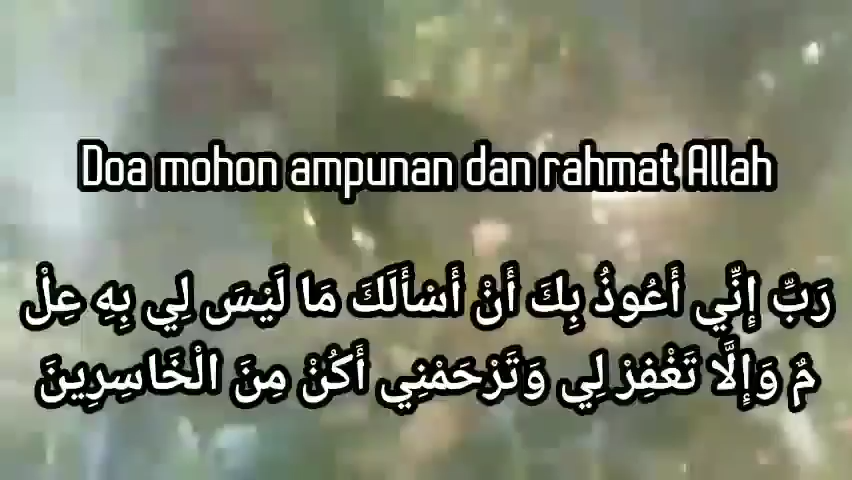 Doa mohon ampunan dan rahmat Allah
رَبِّ إِنِّي أَعُوذُ بِكَ أَنْ أَسْأَلَكَ مَا لَيْسَ لِي بِهِ عِلْ
مٌ وَإِلَّا تَغْفِرْ لِي وَتَرْحَمْنِي أَكُنْ مِنَ الْخَاسِرِينَ